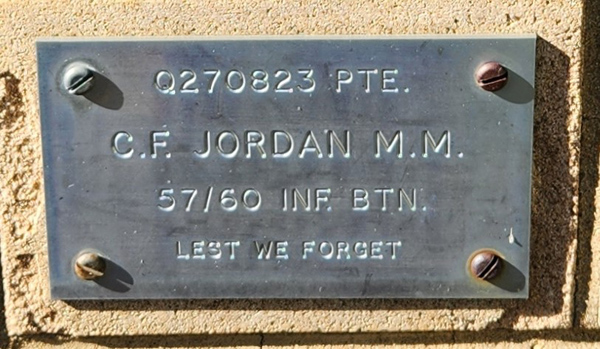 Q270823 PTE.
C.F. JORDAN M.M.
57/60 INF. BTN.
LEST WE FORGET